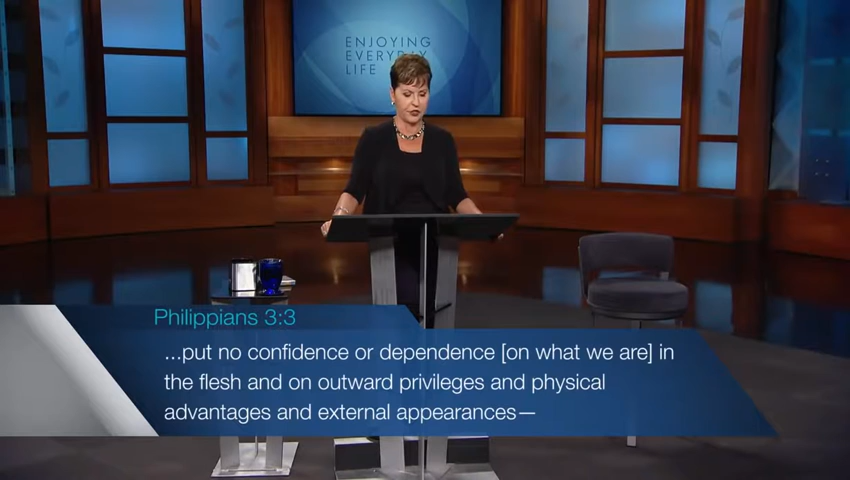 ENJOYING
EVERYDAY
LIFE
Philippians 3:3
...put no confidence or dependence [on what we are] in
the flesh and on outward privileges and physical
advantages and external appearances—